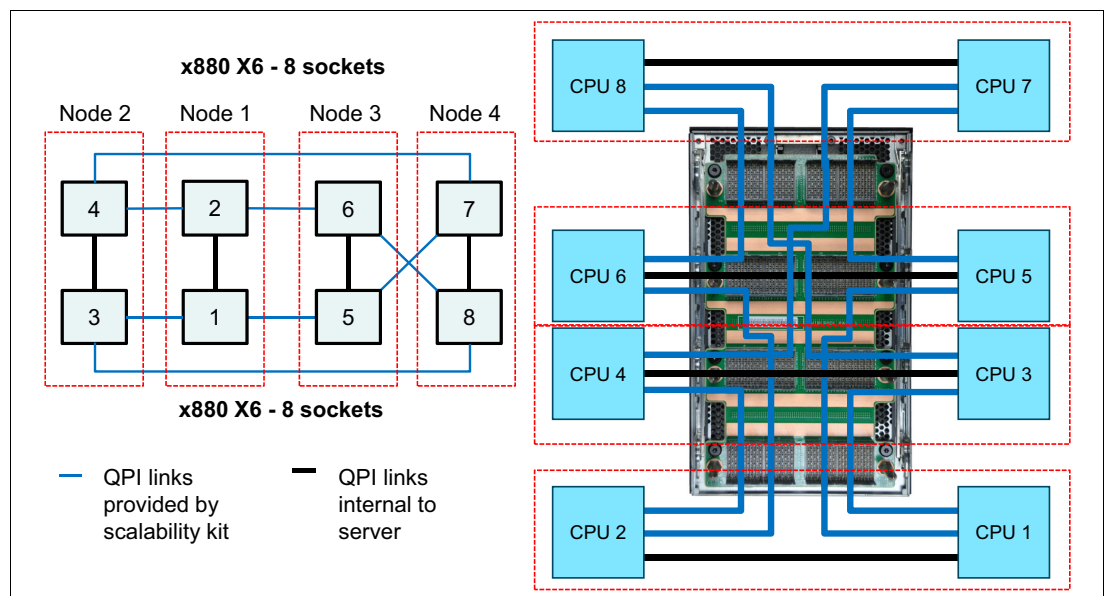 x880 X6 - 8 sockets
Node 2
Node 1
Node 3
Node 4
4
2
6
7
3
1
5
8
x880 X6 - 8 sockets
QPI links
provided by
scalability kit
QPI links
internal to
server
CPU 8
CPU 7
CPU 6
CPU 5
CPU 4
CPU 3
CPU 2
CPU 1